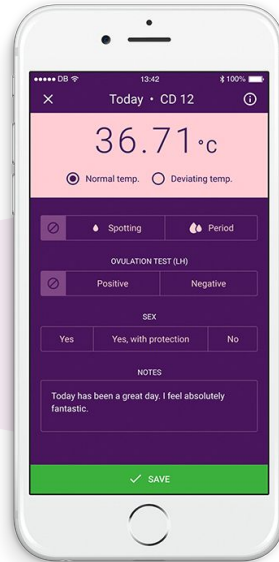 DB 13:42 100%
Today • CD 12
36.71 °C
Normal temp. Deviating temp.
Spotting Period
OVULATION TEST (LH)
Positive Negative
SEX
Yes Yes, with protection No
NOTES
Today has been a great day. I feel absolutely
fantastic.
SAVE